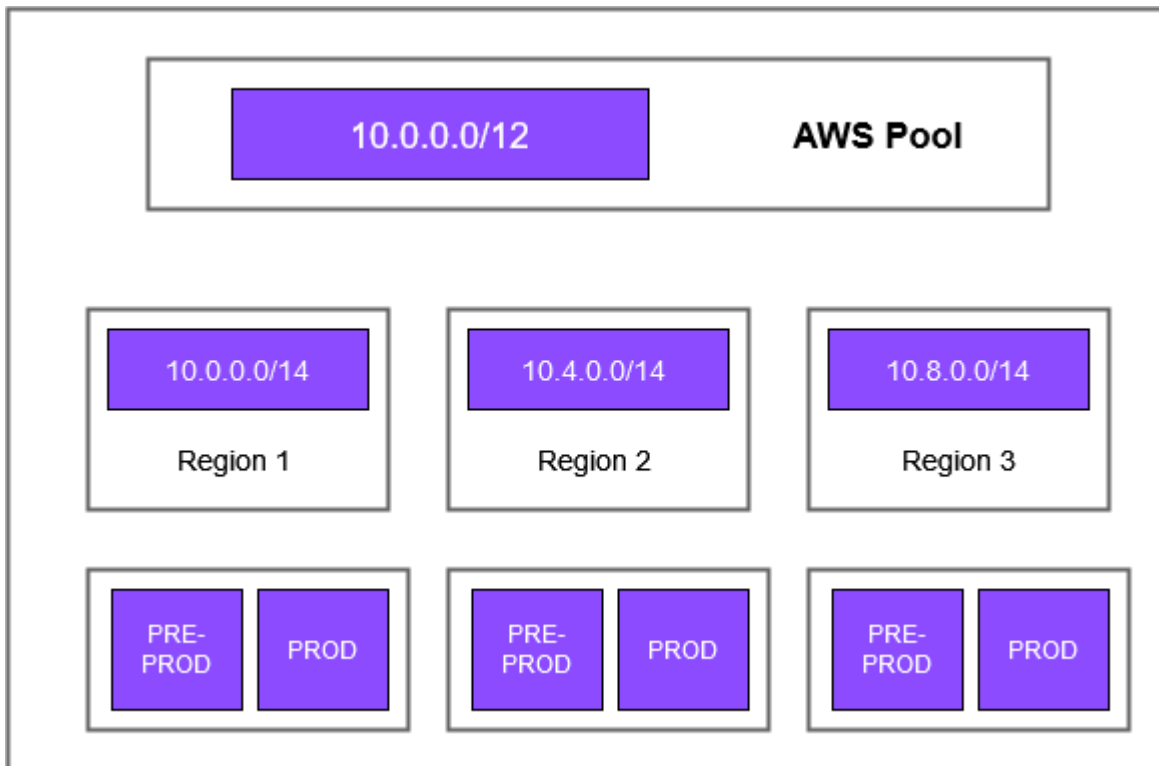 10.0.0.0/12
AWS Pool
10.0.0.0/14
Region 1
10.4.0.0/14
Region 2
10.8.0.0/14
Region 3
PRE-
PROD
PROD
PRE-
PROD
PROD
PRE-
PROD
PROD